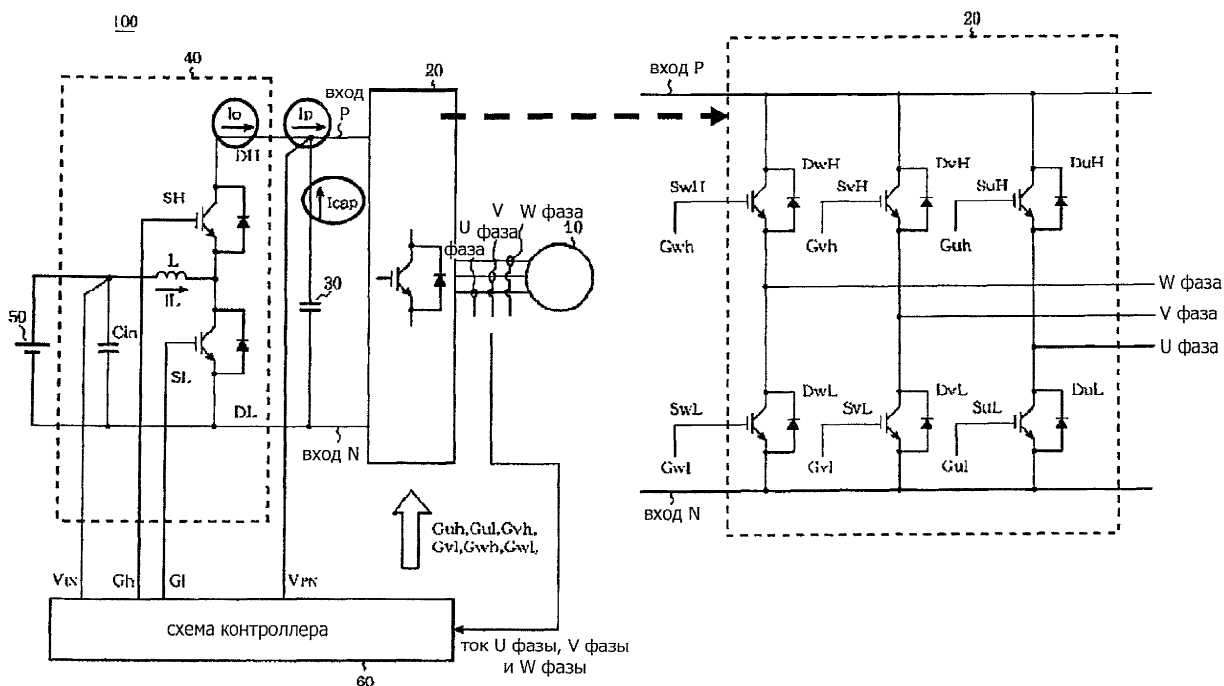 100
40
вход
20
Io
Ip
P
DH
SH
Icap
V
W фаза
U
фаза
фаза
10
L
IL
30
50
Cin
SL
DL
вход N
Guh,Gul,Gvh,
Gvl,Gwh,Gwl,
VIN
Gh
Gl
VPN
схема контроллера
ток U фазы, V фазы
и W фазы
60
20
вход P
DwH
DvH
DuH
SwH
SvH
SuH
Gwh
Gvh
Guh
W фаза
V фаза
U фаза
DwL
DvL
DuL
SwL
SvL
SuL
Gwl
Gvl
Gul
вход N